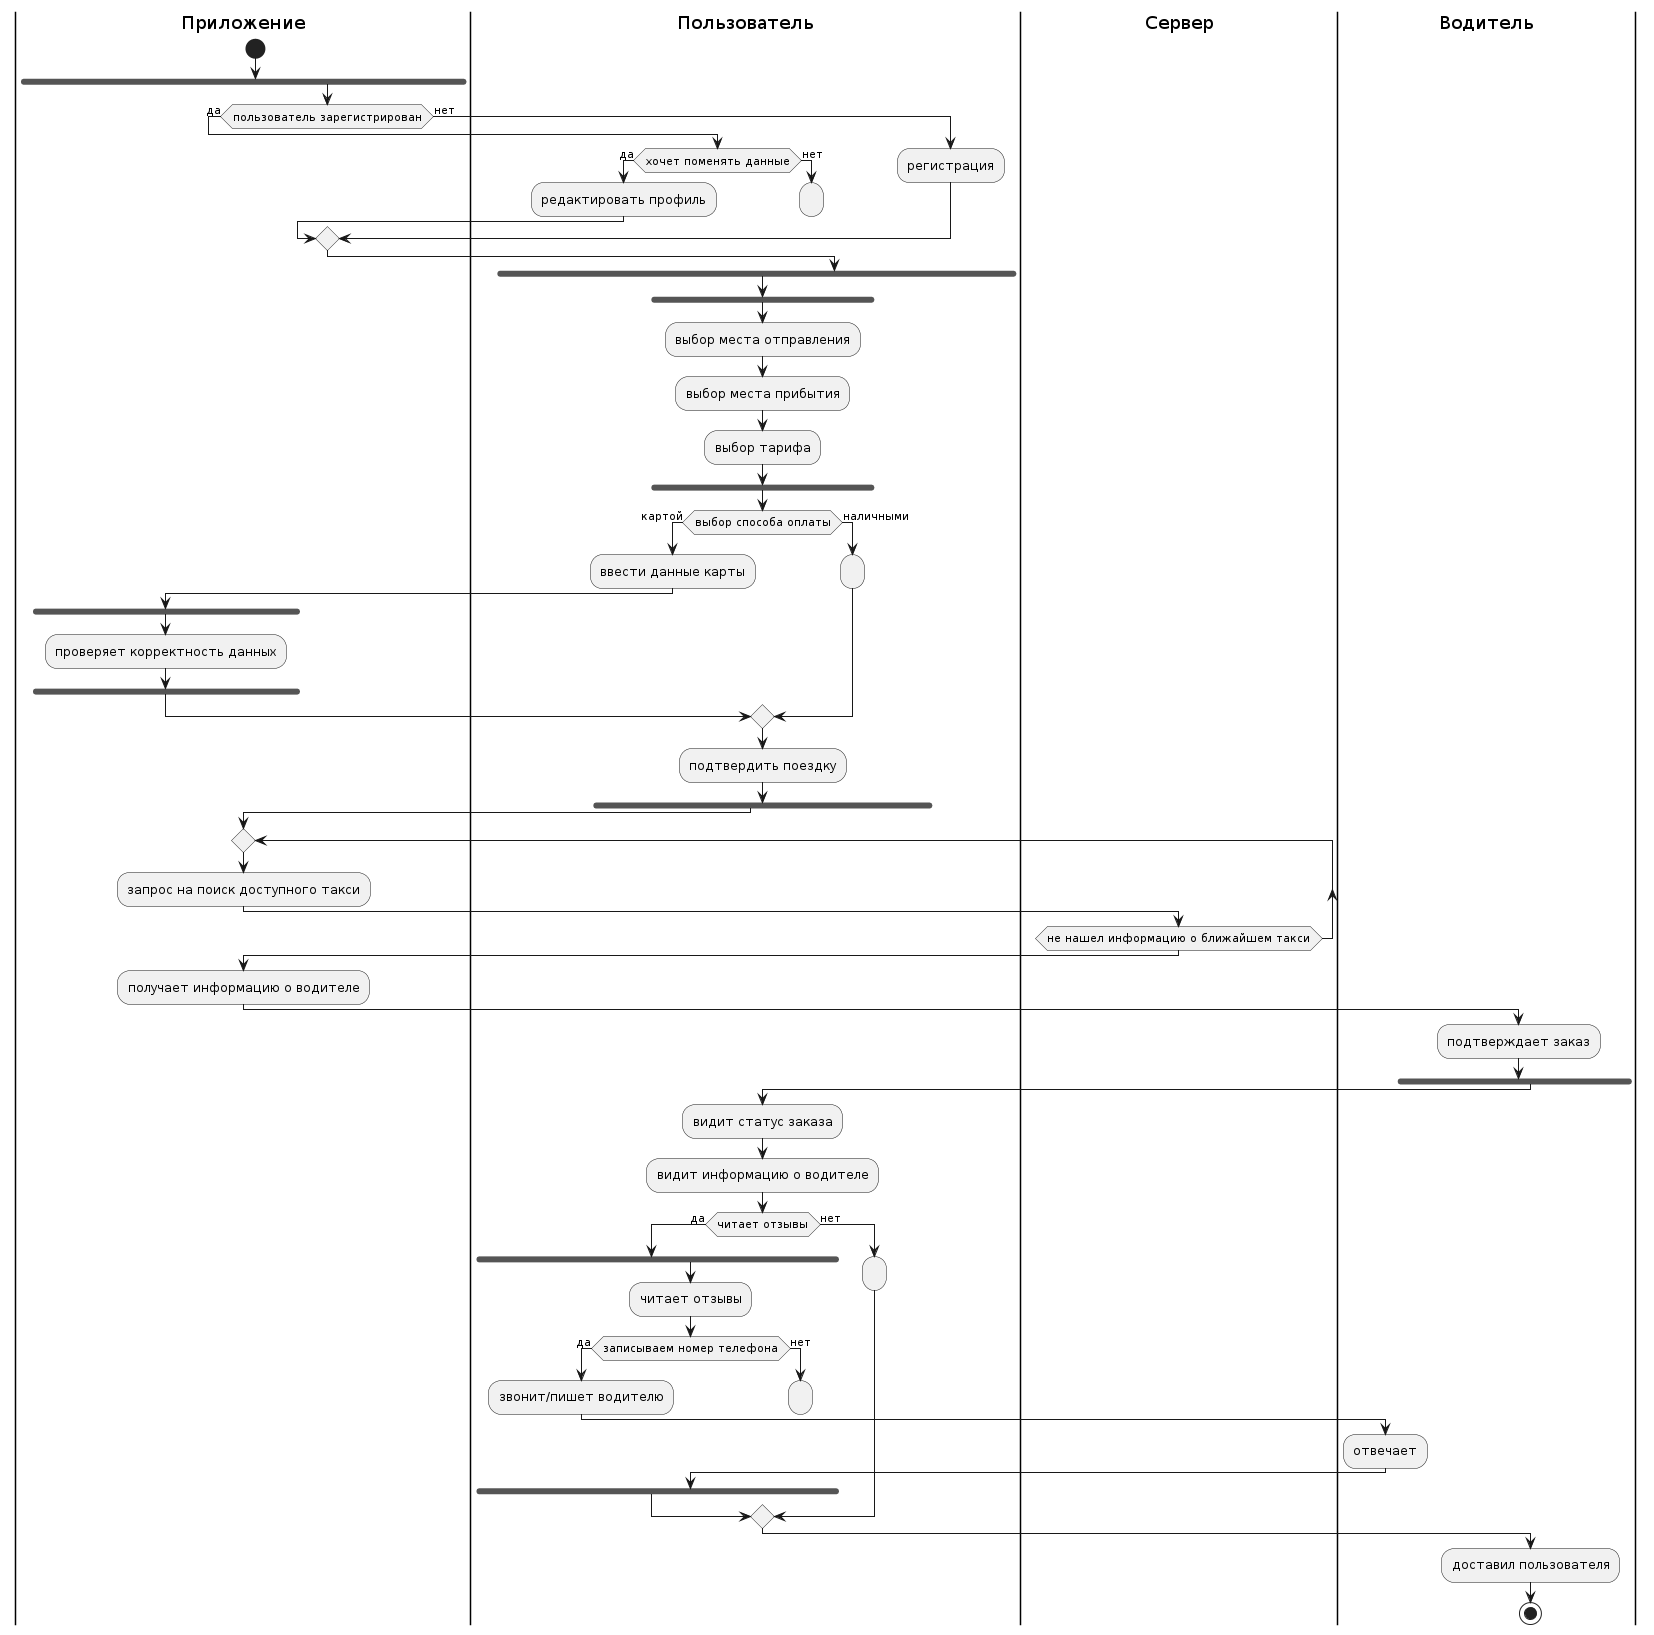 Приложение
Пользователь
Сервер
Водитель
да
пользователь зарегистрирован
нет
да
хочет поменять данные
нет
регистрация
редактировать профиль
выбор места отправления
выбор места прибытия
выбор тарифа
картой
выбор способа оплаты
наличными
ввести данные карты
проверяет корректность данных
подтвердить поездку
запрос на поиск доступного такси
не нашел информацию о ближайшем такси
получает информацию о водителе
подтверждает заказ
видит статус заказа
видит информацию о водителе
да
читает отзывы
нет
читает отзывы
да
записываем номер телефона
нет
звонит/пишет водителю
отвечает
доставил пользователя